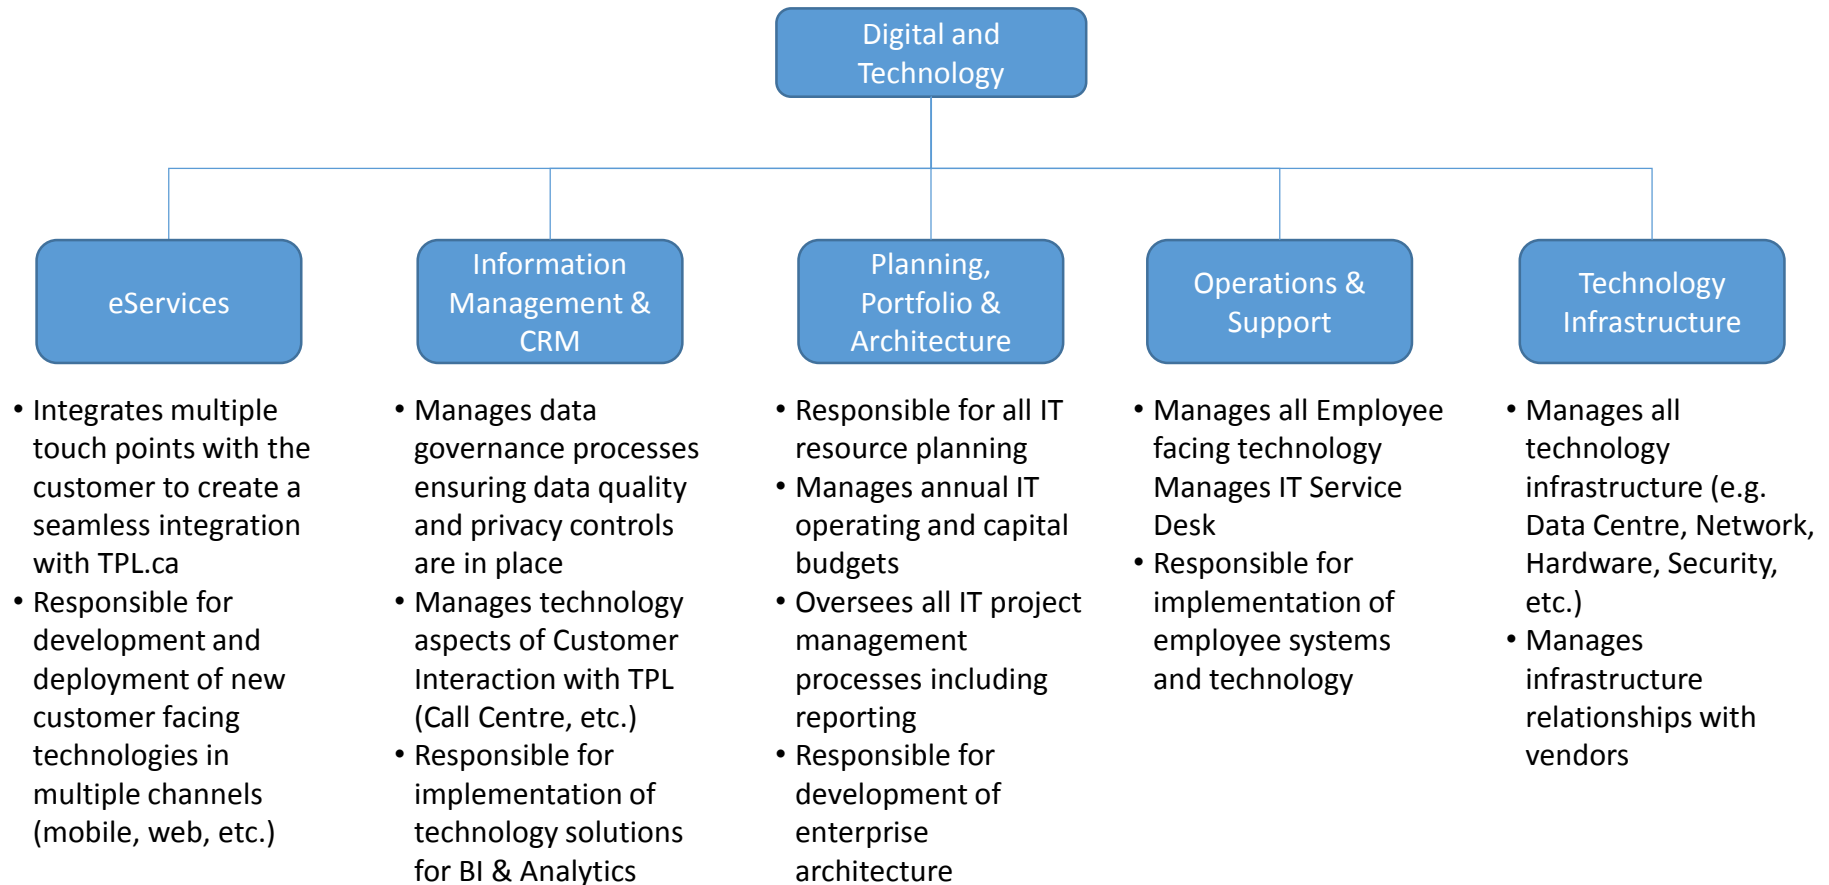 Digital and
Technology
eServices
Information
Management &
CRM
Planning,
Portfolio &
Architecture
Operations &
Support
Technology
Infrastructure
• Integrates multiple
touch points with the
customer to create a
seamless integration
with TPL.ca
• Responsible for
development and
deployment of new
customer facing
technologies in
multiple channels
(mobile, web, etc.)
• Manages data
governance processes
ensuring data quality
and privacy controls
are in place
• Manages technology
aspects of Customer
Interaction with TPL
(Call Centre, etc.)
• Responsible for
implementation of
technology solutions
for BI & Analytics
• Responsible for all IT
resource planning
• Manages annual IT
operating and capital
budgets
• Oversees all IT project
management
processes including
reporting
• Responsible for
development of
enterprise
architecture
• Manages all Employee
facing technology
Manages IT Service
Desk
• Responsible for
implementation of
employee systems
and technology
• Manages all
technology
infrastructure (e.g.
Data Centre, Network,
Hardware, Security,
etc.)
• Manages
infrastructure
relationships with
vendors